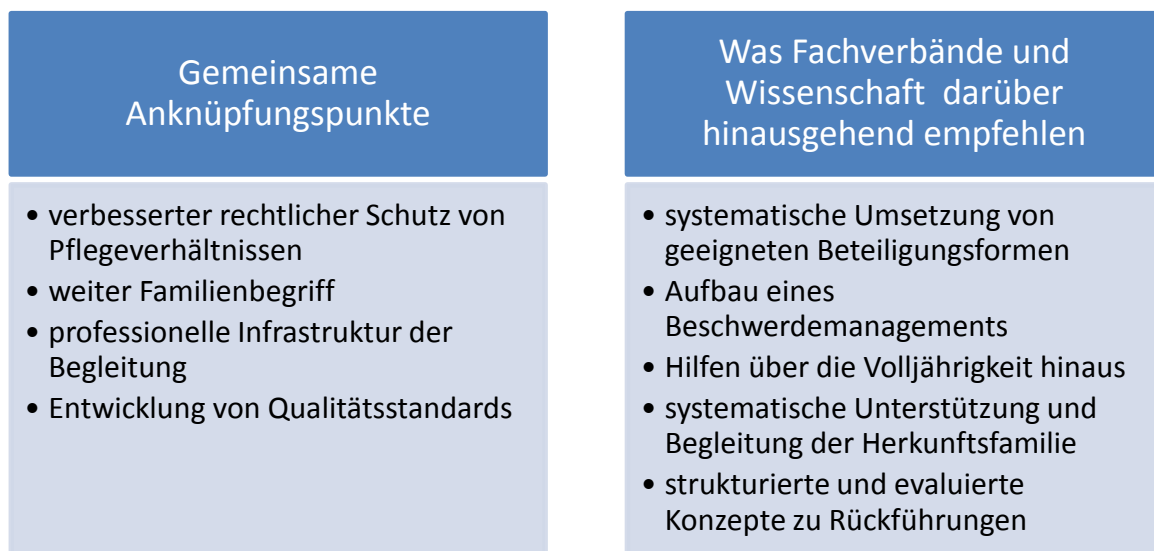 Gemeinsame
Anknüpfungspunkte
• verbesserter rechtlicher Schutz von
Pflegeverhältnissen
• weiter Familienbegriff
• professionelle Infrastruktur der
Begleitung
• Entwicklung von Qualitätsstandards
Was Fachverbände und
Wissenschaft darüber
hinausgehend empfehlen
• systematische Umsetzung von
geeigneten Beteiligungsformen
• Aufbau eines
Beschwerdemanagements
• Hilfen über die Volljährigkeit hinaus
• systematische Unterstützung und
Begleitung der Herkunftsfamilie
• strukturierte und evaluierte
Konzepte zu Rückführungen